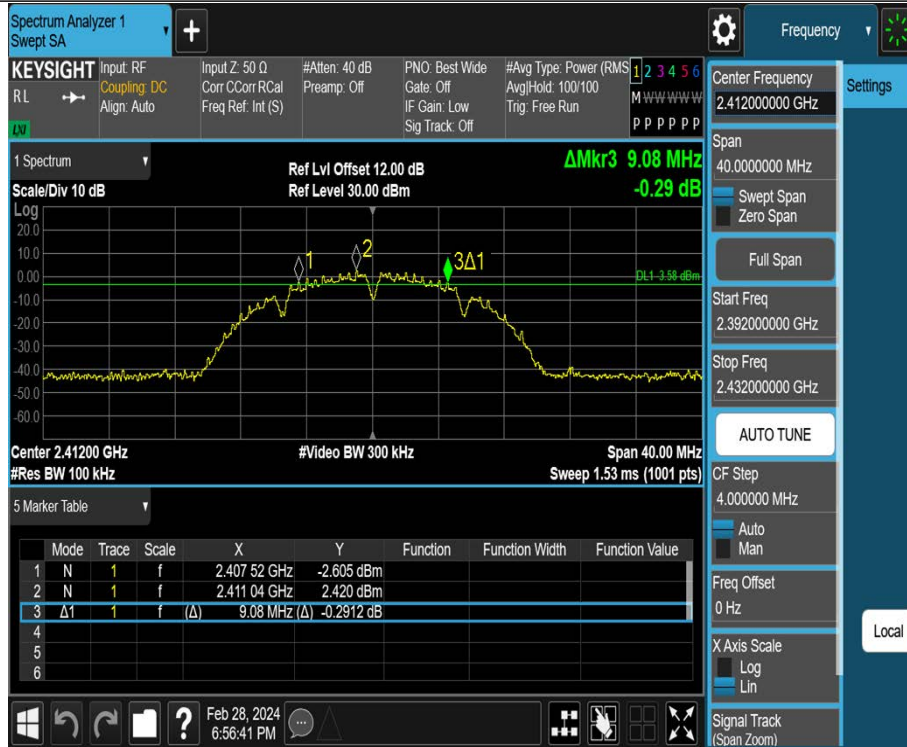 Spectrum Analyzer 1
Swept SA
+
Frequency
KEYSIGHT
RL
LXI
Input: RF
Coupling: DC
Align: Auto
Input Z: 50 Ω
Corr CCorr RCal
Freq Ref: Int (S)
#Atten: 40 dB
Preamp: Off
PNO: Best Wide
Gate: Off
IF Gain: Low
Sig Track: Off
#Avg Type: Power (RMS
Avg|Hold: 100/100
Trig: Free Run
1 2 3 4 5 6
M W W W W W
P P P P P P
1 Spectrum
Scale/Div 10 dB
Ref Lvl Offset 12.00 dB
Ref Level 30.00 dBm
ΔMkr3 9.08 MHz
-0.29 dB
Log
20.0
10.0
0.00
-10.0
-20.0
-30.0
-40.0
-50.0
-60.0
1
2
3Δ1
DL1 -3.58 dBm
Center 2.41200 GHz
#Res BW 100 kHz
#Video BW 300 kHz
Span 40.00 MHz
Sweep 1.53 ms (1001 pts)
5 Marker Table
Mode Trace Scale X Y Function Function Width Function Value
1 N 1 f 2.407 52 GHz -2.605 dBm
2 N 1 f 2.411 04 GHz 2.420 dBm
3 Δ1 1 f (Δ) 9.08 MHz (Δ) -0.2912 dB
4
5
6
?
Feb 28, 2024
6:56:41 PM
Center Frequency
2.412000000 GHz
Settings
Span
40.0000000 MHz
Swept Span
Zero Span
Full Span
Start Freq
2.392000000 GHz
Stop Freq
2.432000000 GHz
AUTO TUNE
CF Step
4.000000 MHz
Auto
Man
Freq Offset
0 Hz
Local
X Axis Scale
Log
Lin
Signal Track
(Span Zoom)